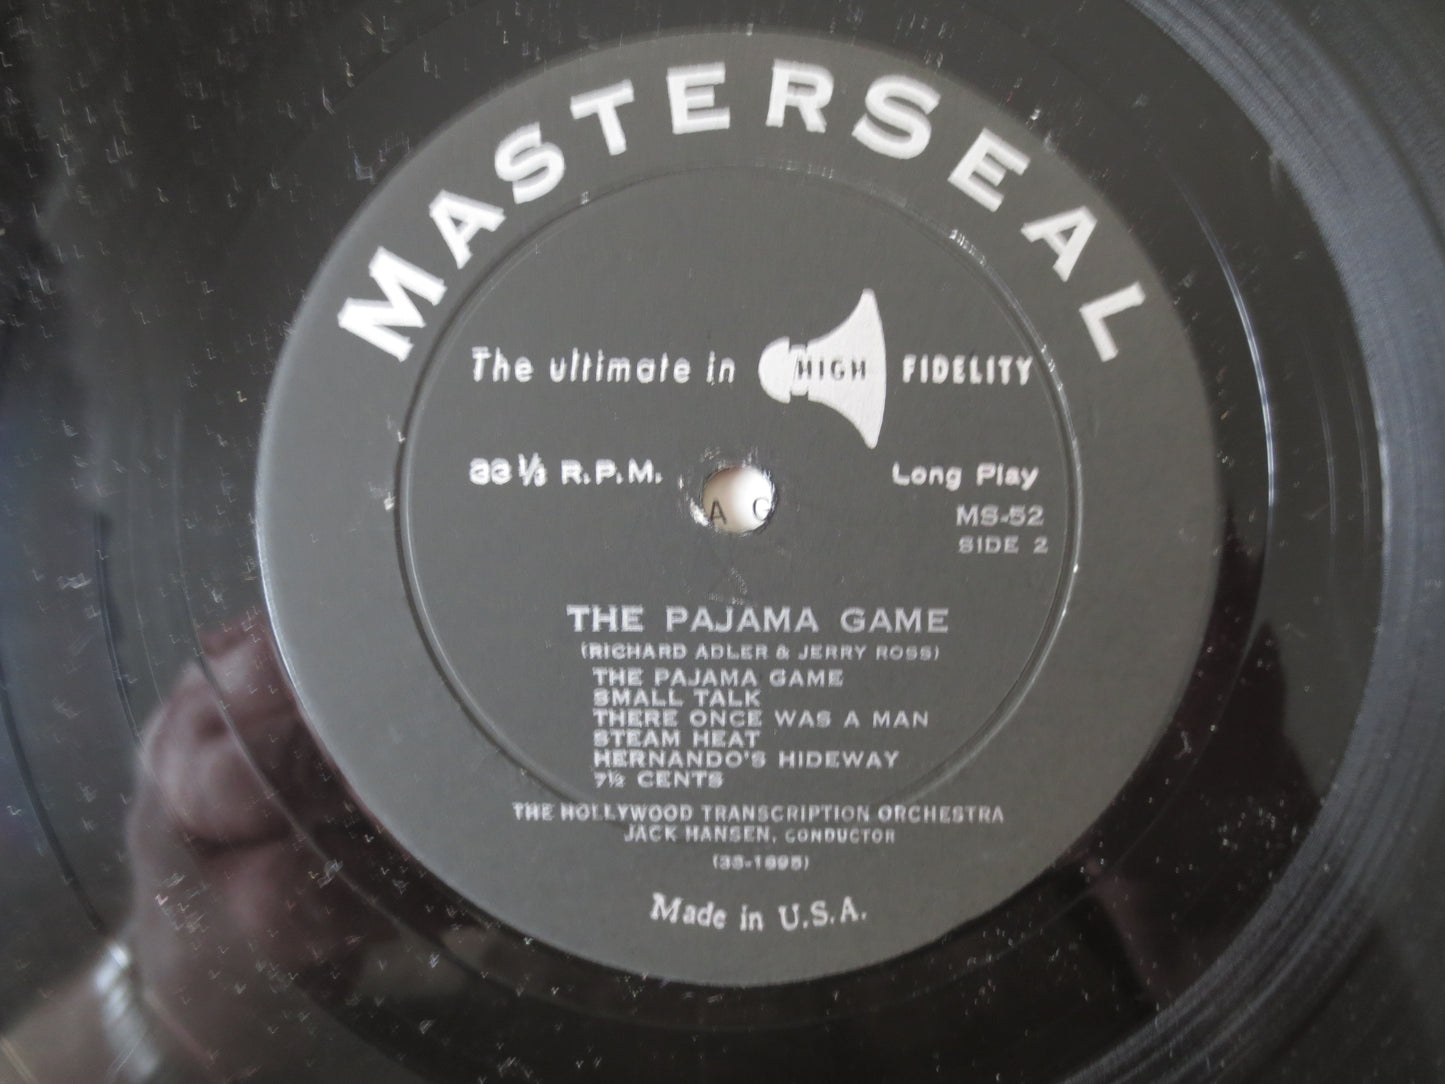 MASTERSEAL
The ultimate in HIGH FIDELITY
33 1/3 R.P.M. Long Play
MS-52
SIDE 2
A G
THE PAJAMA GAME
(RICHARD ADLER & JERRY ROSS)
THE PAJAMA GAME
SMALL TALK
THERE ONCE WAS A MAN
STEAM HEAT
HERNANDO'S HIDEWAY
7½ CENTS
THE HOLLYWOOD TRANSCRIPTION ORCHESTRA
JACK HANSEN, CONDUCTOR
(33-1895)
Made in U.S.A.